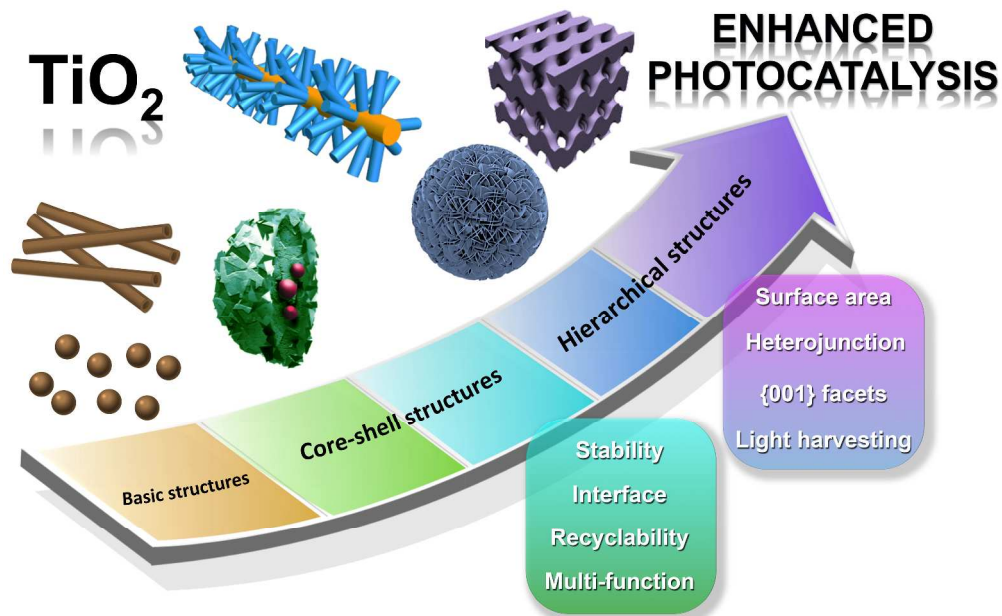 TiO₂
ENHANCED
PHOTOCATALYSIS
Basic structures
Core-shell structures
Hierarchical structures
Stability
Interface
Recyclability
Multi-function
Surface area
Heterojunction
{001} facets
Light harvesting